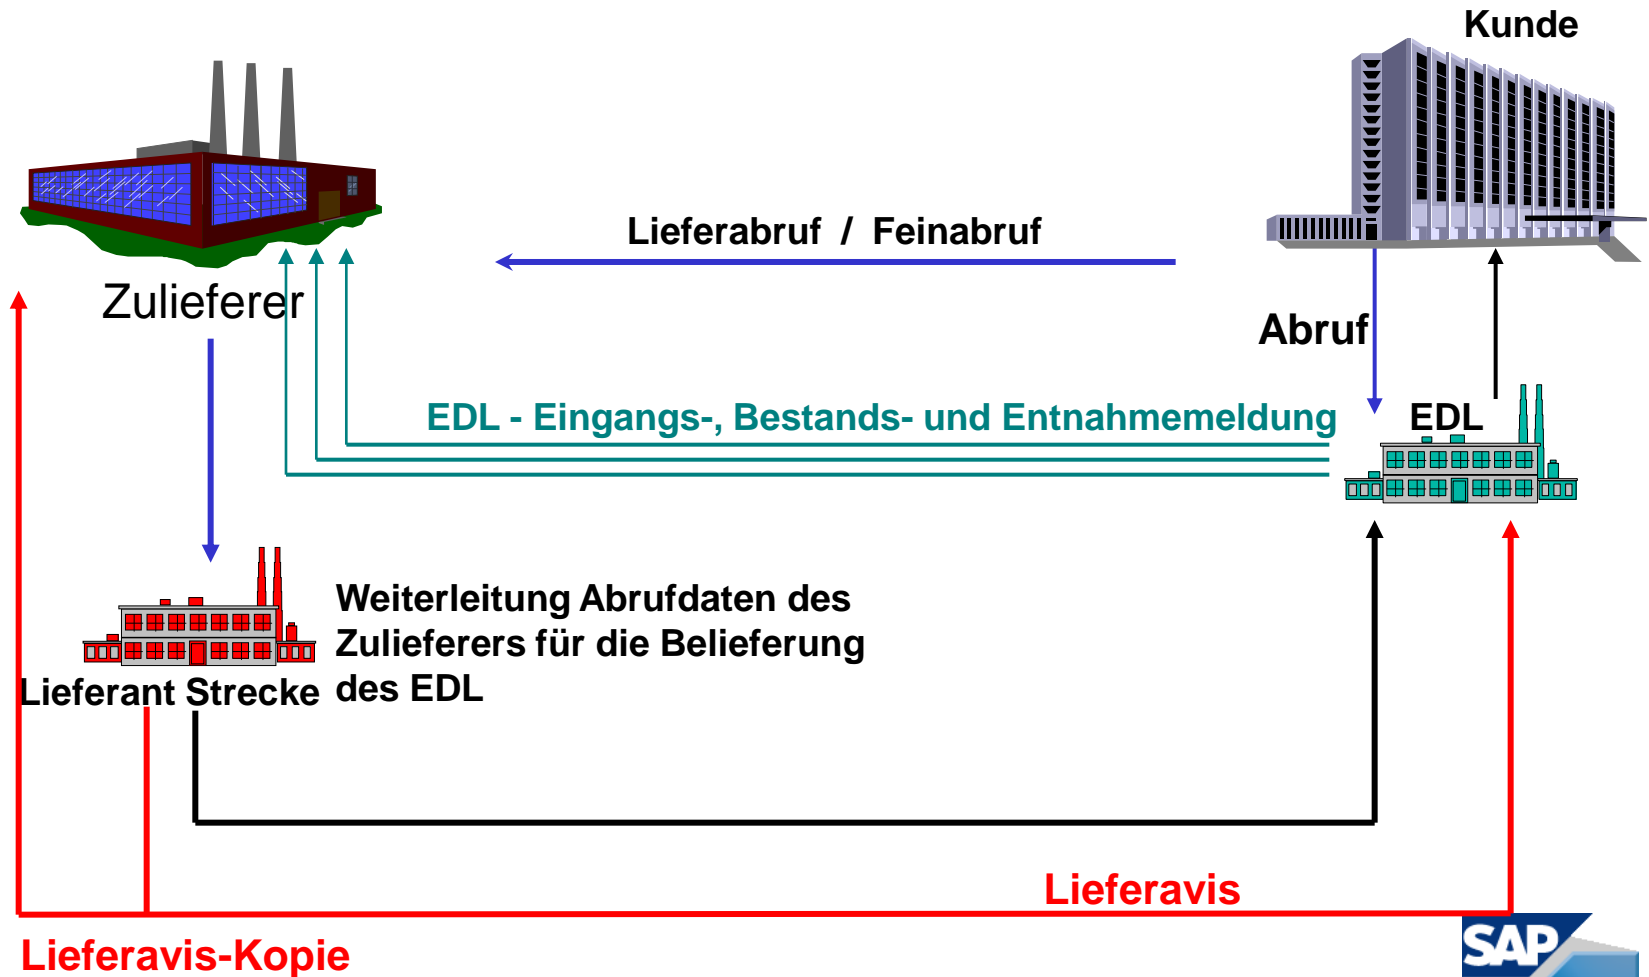 Kunde
Lieferabruf / Feinabruf
Zulieferer
Abruf
EDL - Eingangs-, Bestands- und Entnahmemeldung
EDL
Weiterleitung Abrufdaten des
Zulieferers für die Belieferung
des EDL
Lieferant Strecke
Lieferavis
Lieferavis-Kopie
SAP